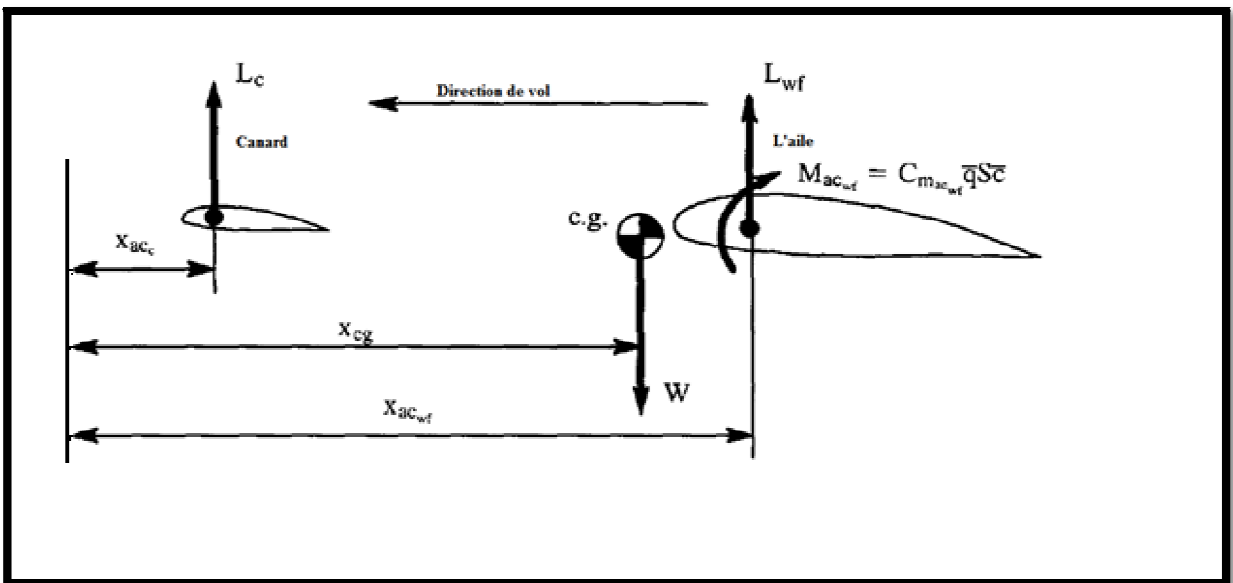 L_c
L_wf
Direction de vol
Canard
L'aile
M_ac_wf = C_m_ac_wf q̅Sc̅
c.g.
x_ac_c
x_cg
W
x_ac_wf